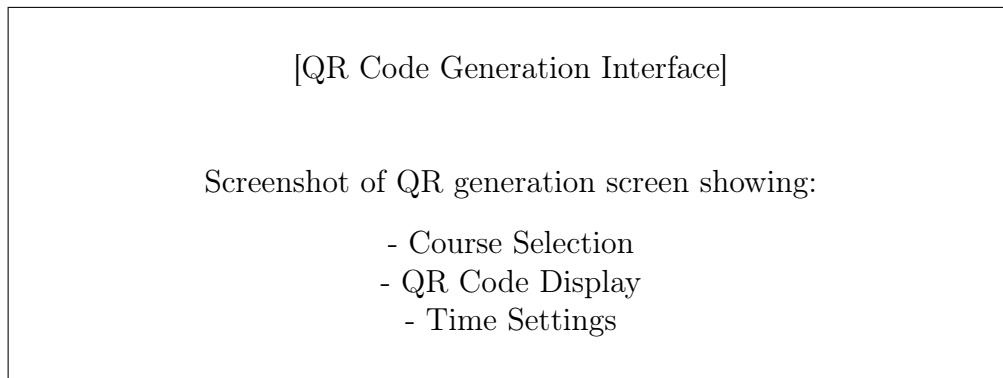 [QR Code Generation Interface]
Screenshot of QR generation screen showing:
- Course Selection
- QR Code Display
- Time Settings